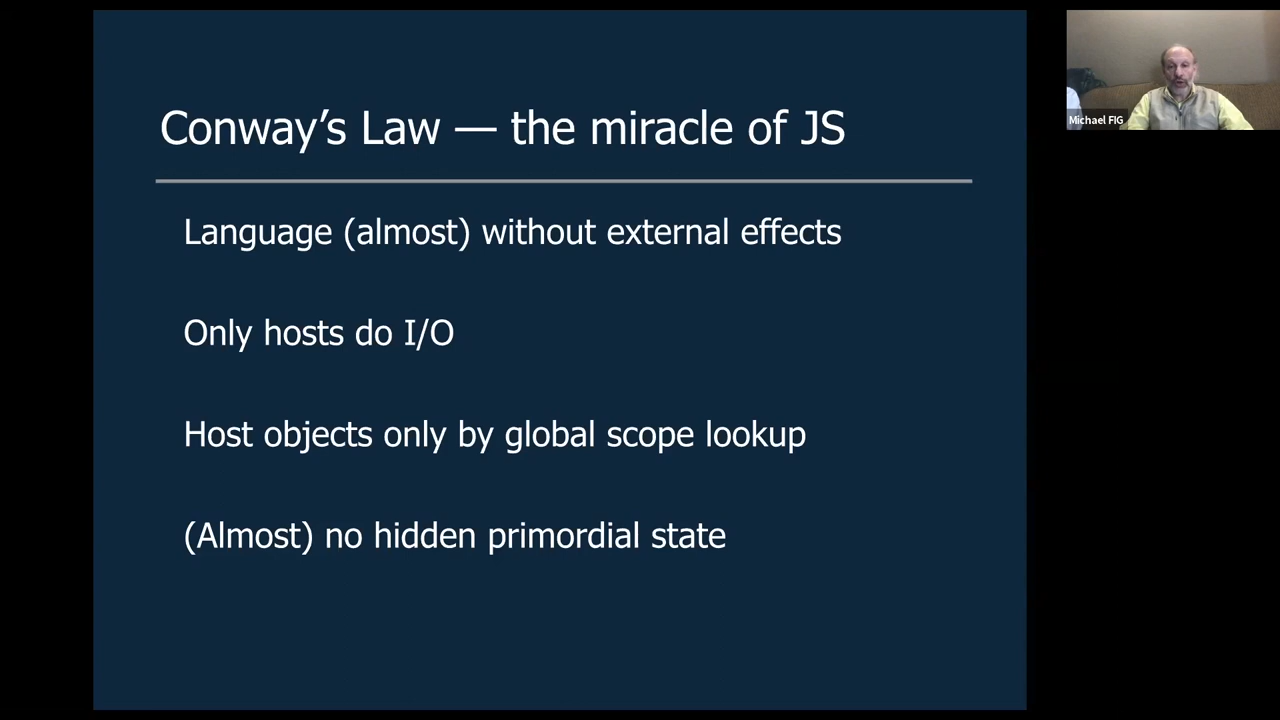 Conway’s Law — the miracle of JS
Language (almost) without external effects
Only hosts do I/O
Host objects only by global scope lookup
(Almost) no hidden primordial state
Michael FIG